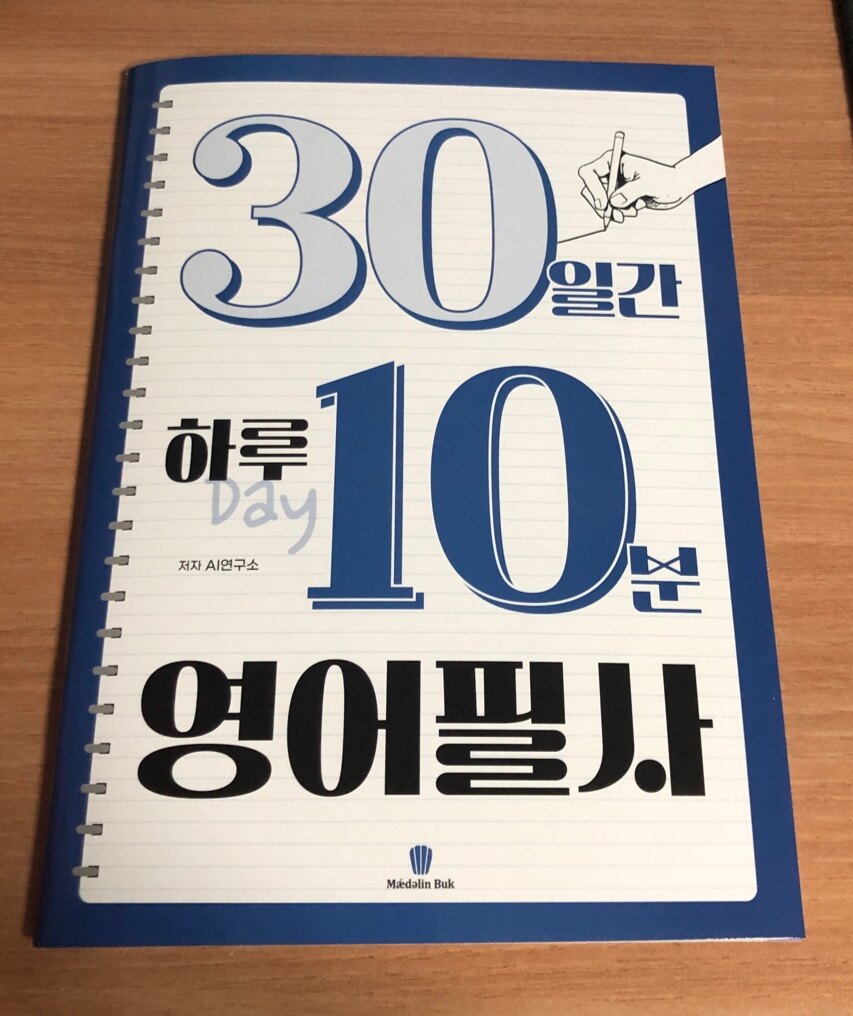 30일간
하루 10분
Day
저자 AI연구소
영어필사
Mǽdəlin Buk